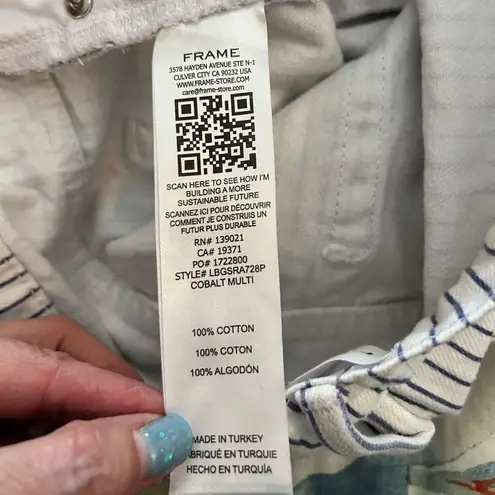 FRAME
3578 HAYDEN AVENUE STE N-1
CULVER CITY CA 90232 USA
WWW.FRAME-STORE.COM
care@frame-store.com
SCAN HERE TO SEE HOW I'M
BUILDING A MORE
SUSTAINABLE FUTURE
SCANNEZ ICI POUR DÉCOUVRIR
COMMENT JE CONSTRUIS UN
FUTUR PLUS DURABLE
RN# 139021
CA# 19371
PO# 1722800
STYLE# LBGSRA728P
COBALT MULTI
100% COTTON
100% COTON
100% ALGODÓN
MADE IN TURKEY
FABRIQUÉ EN TURQUIE
HECHO EN TURQUÍA